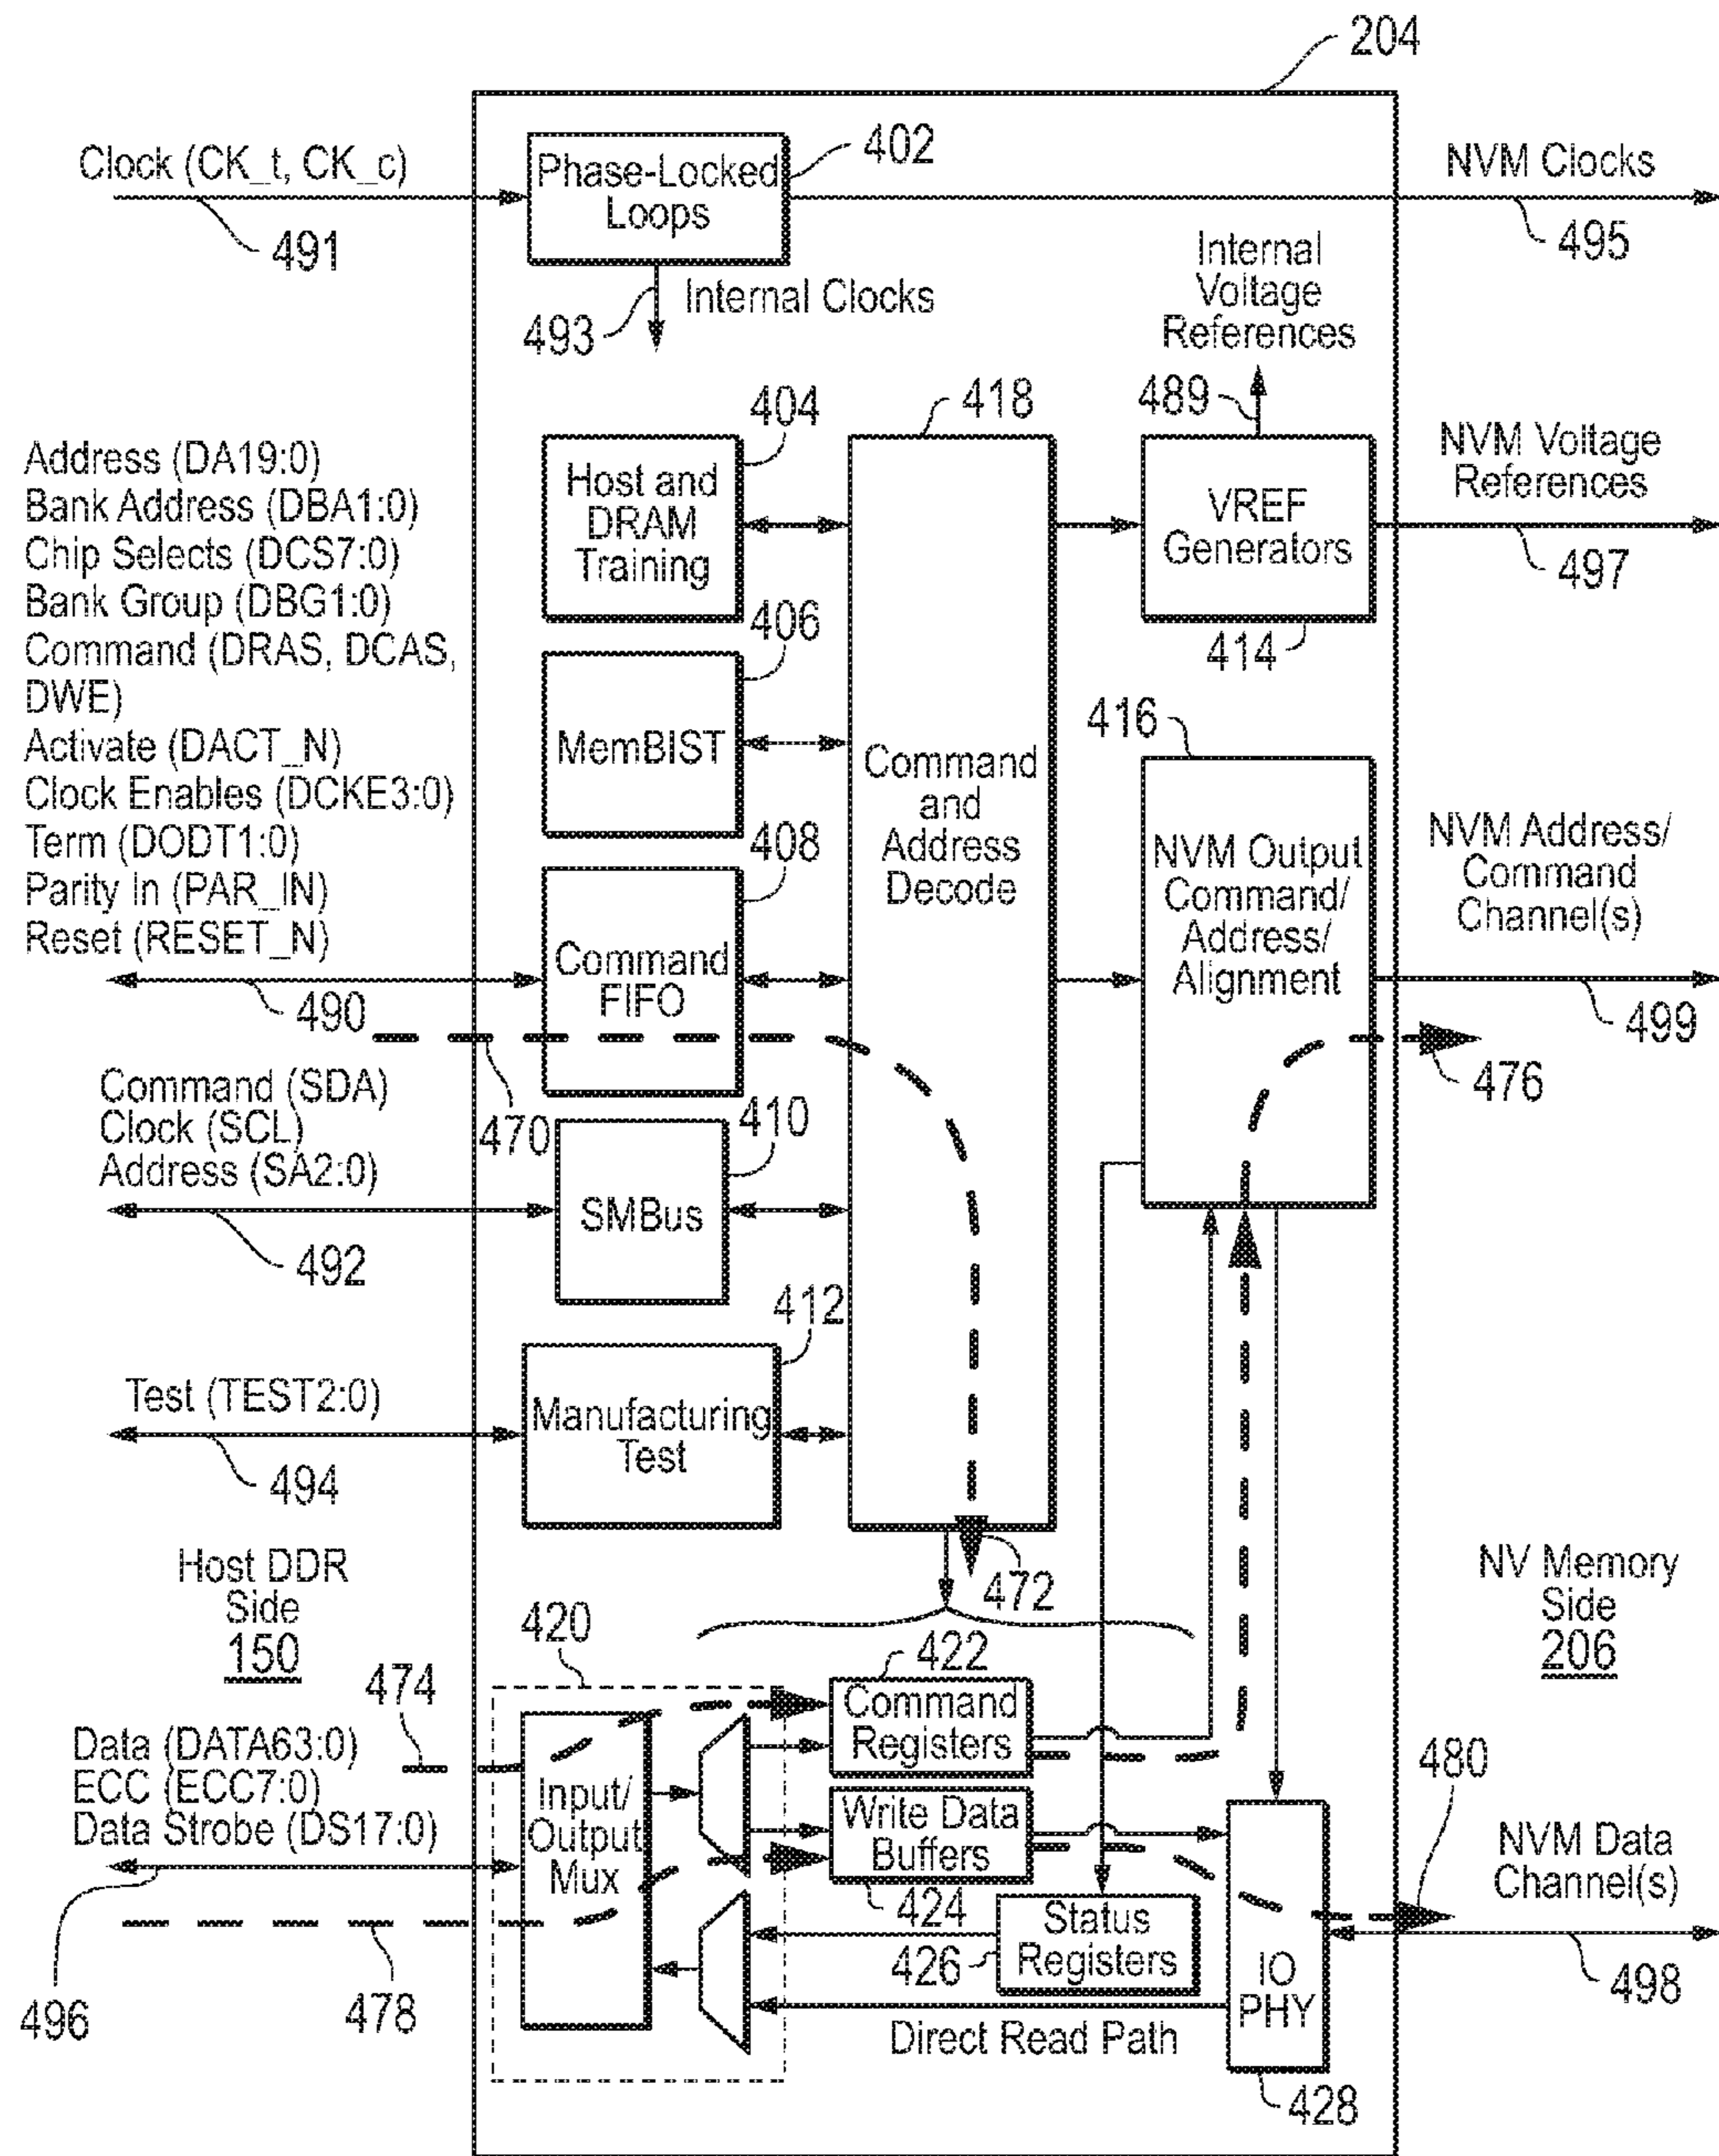 204
Clock (CK_t, CK_c)
491
Phase-Locked
Loops
402
NVM Clocks
495
493
Internal Clocks
Internal
Voltage
References
489
Address (DA19:0)
Bank Address (DBA1:0)
Chip Selects (DCS7:0)
Bank Group (DBG1:0)
Command (DRAS, DCAS,
DWE)
Activate (DACT_N)
Clock Enables (DCKE3:0)
Term (DODT1:0)
Parity In (PAR_IN)
Reset (RESET_N)
490
470
404
Host and
DRAM
Training
406
MemBIST
408
Command
FIFO
418
Command
and
Address
Decode
VREF
Generators
414
NVM Voltage
References
497
416
NVM Output
Command/
Address/
Alignment
NVM Address/
Command
Channel(s)
499
476
Command (SDA)
Clock (SCL)
Address (SA2:0)
492
410
SMBus
412
Test (TEST2:0)
494
Manufacturing
Test
472
Host DDR
Side
150
NV Memory
Side
206
420
474
Data (DATA63:0)
ECC (ECC7:0)
Data Strobe (DS17:0)
496
478
Input/
Output
Mux
422
Command
Registers
Write Data
Buffers
424
Status
Registers
426
Direct Read Path
IO
PHY
428
480
NVM Data
Channel(s)
498